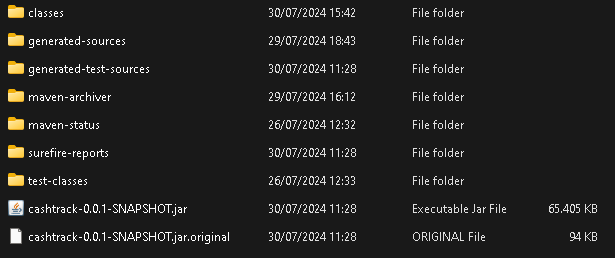 classes 30/07/2024 15:42 File folder
generated-sources 29/07/2024 18:43 File folder
generated-test-sources 30/07/2024 11:28 File folder
maven-archiver 29/07/2024 16:12 File folder
maven-status 26/07/2024 12:32 File folder
surefire-reports 30/07/2024 11:28 File folder
test-classes 26/07/2024 12:33 File folder
cashtrack-0.0.1-SNAPSHOT.jar 30/07/2024 11:28 Executable Jar File 65.405 KB
cashtrack-0.0.1-SNAPSHOT.jar.original 30/07/2024 11:28 ORIGINAL File 94 KB